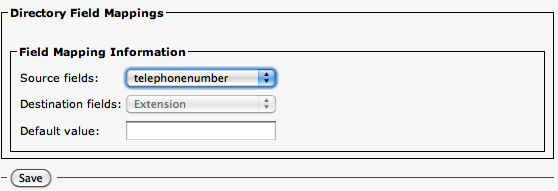 Directory Field Mappings
Field Mapping Information
Source fields: telephonenumber
Destination fields: Extension
Default value:
Save